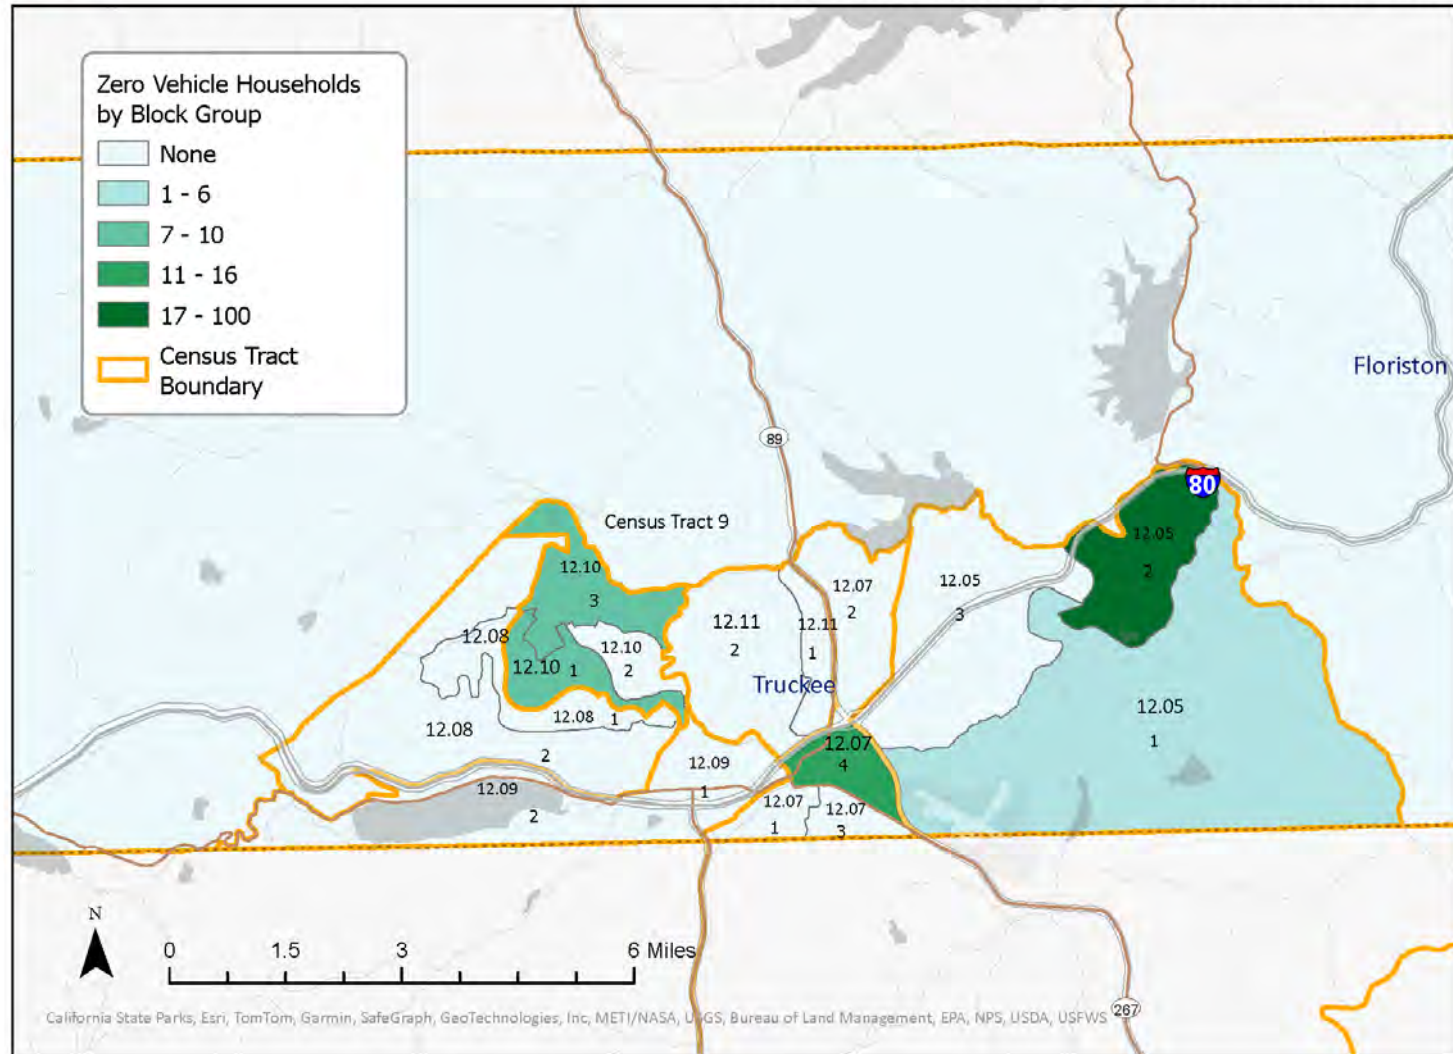 Zero Vehicle Households
by Block Group
None
1 - 6
7 - 10
11 - 16
17 - 100
Census Tract
Boundary
89
Floriston
80
Census Tract 9
12.05
2
12.10
3
12.07
2
12.05
3
12.08
12.11
2
12.11
1
12.10
2
12.10
1
Truckee
12.08
1
12.08
2
12.05
1
12.07
4
12.09
1
12.09
2
12.07
1
12.07
3
N
0 1.5 3 6 Miles
267
California State Parks, Esri, TomTom, Garmin, SafeGraph, GeoTechnologies, Inc, METI/NASA, USGS, Bureau of Land Management, EPA, NPS, USDA, USFWS